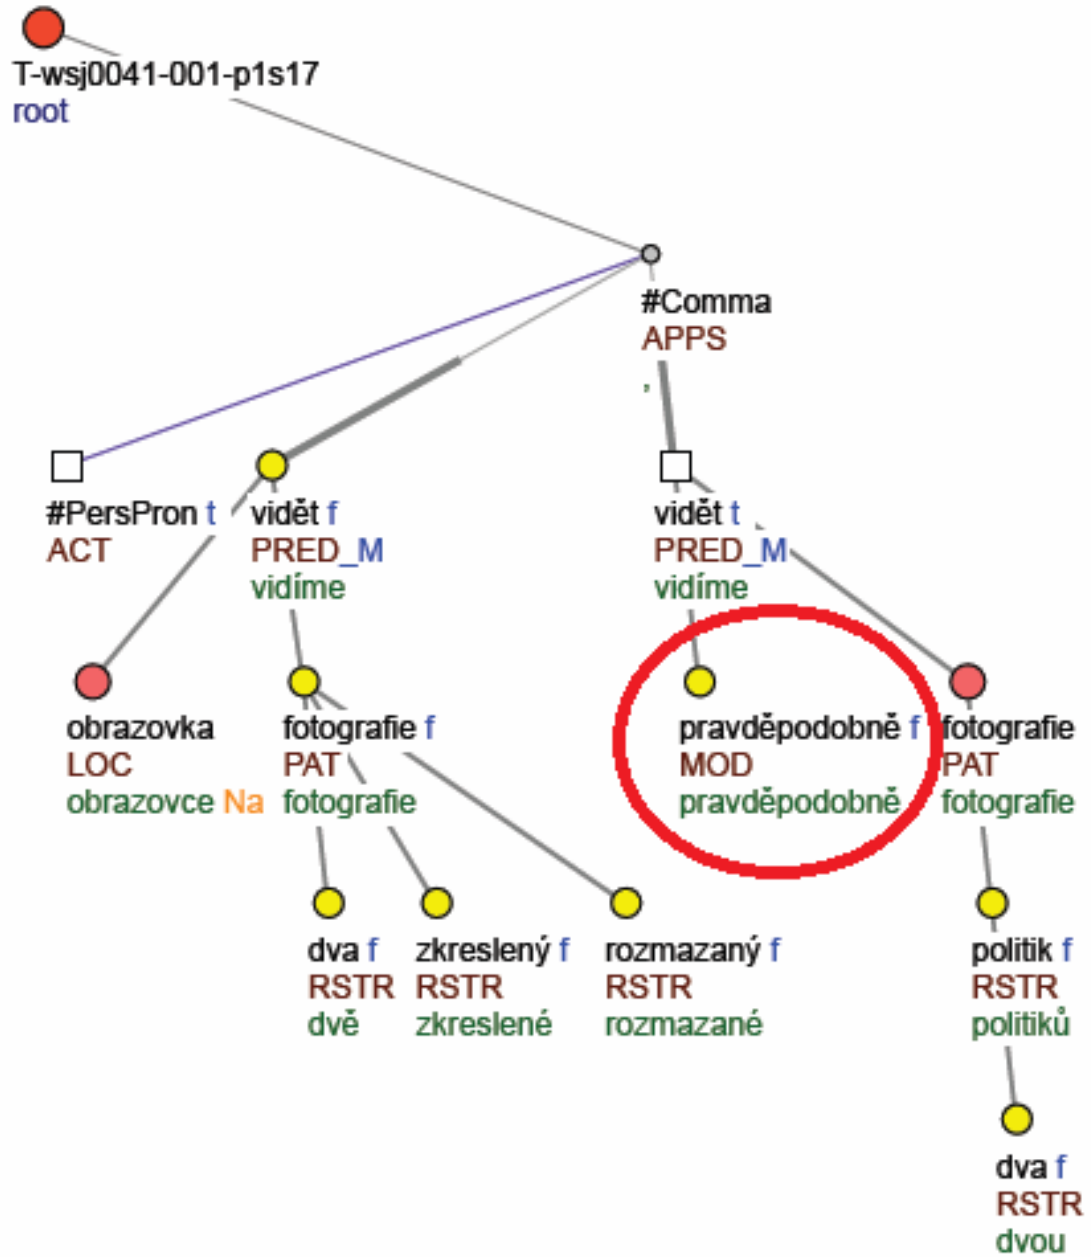 T-wsj0041-001-p1s17
root
#Comma
APPS
,
#PersPron t
ACT
vidět f
PRED_M
vidíme
vidět t
PRED_M
vidíme
obrazovka
LOC
obrazovce Na
fotografie f
PAT
fotografie
pravděpodobně f
MOD
pravděpodobně
fotografie
PAT
fotografie
dva f
RSTR
dvě
zkreslený f
RSTR
zkreslené
rozmazaný f
RSTR
rozmazané
politik f
RSTR
politiků
dva f
RSTR
dvou